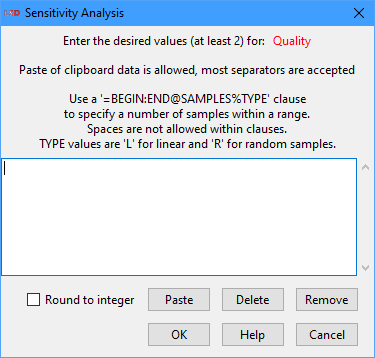 Sensitivity Analysis
Enter the desired values (at least 2) for: Quality
Paste of clipboard data is allowed, most separators are accepted
Use a '=BEGIN:END@SAMPLES%TYPE' clause
to specify a number of samples within a range.
Spaces are not allowed within clauses.
TYPE values are 'L' for linear and 'R' for random samples.
Round to integer
Paste
Delete
Remove
OK
Help
Cancel